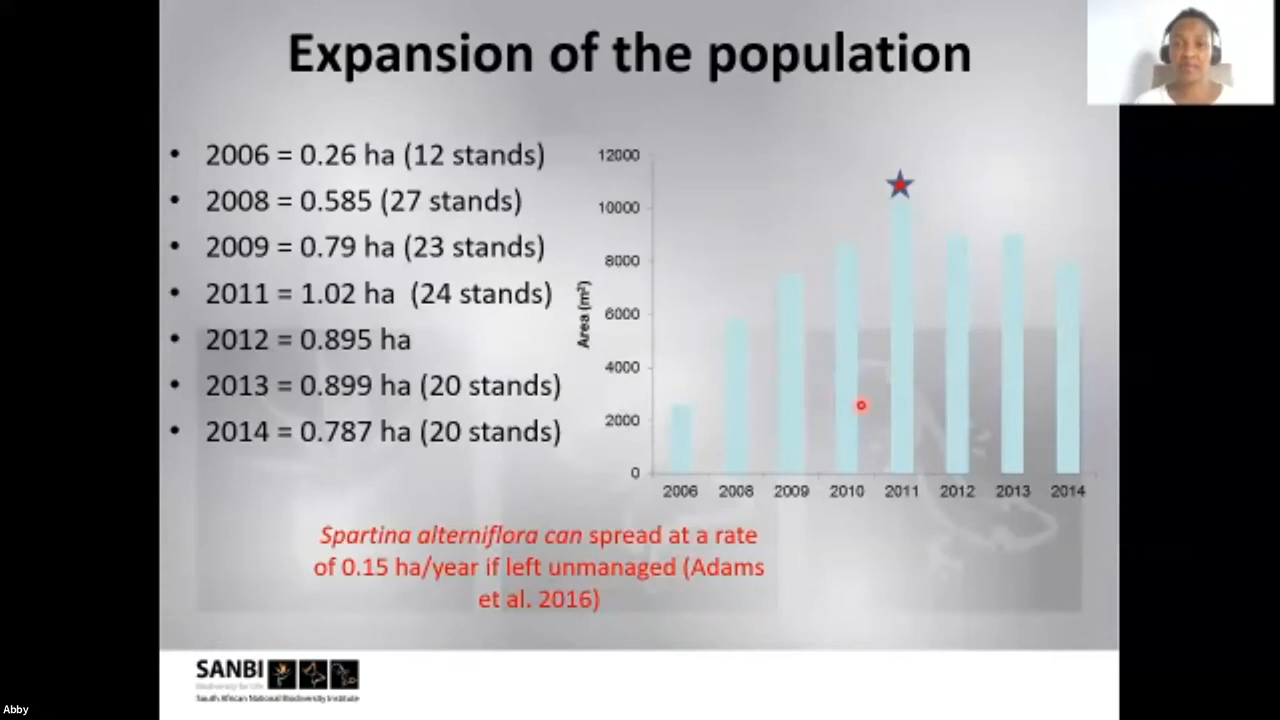 Expansion of the population
• 2006 = 0.26 ha (12 stands)
• 2008 = 0.585 (27 stands)
• 2009 = 0.79 ha (23 stands)
• 2011 = 1.02 ha (24 stands)
• 2012 = 0.895 ha
• 2013 = 0.899 ha (20 stands)
• 2014 = 0.787 ha (20 stands)
12000
10000
8000
6000
4000
2000
0
Area (m²)
2006 2008 2009 2010 2011 2012 2013 2014
Spartina alterniflora can spread at a rate
of 0.15 ha/year if left unmanaged (Adams
et al. 2016)
SANBI
Biodiversity for Life
South African National Biodiversity Institute
Abby